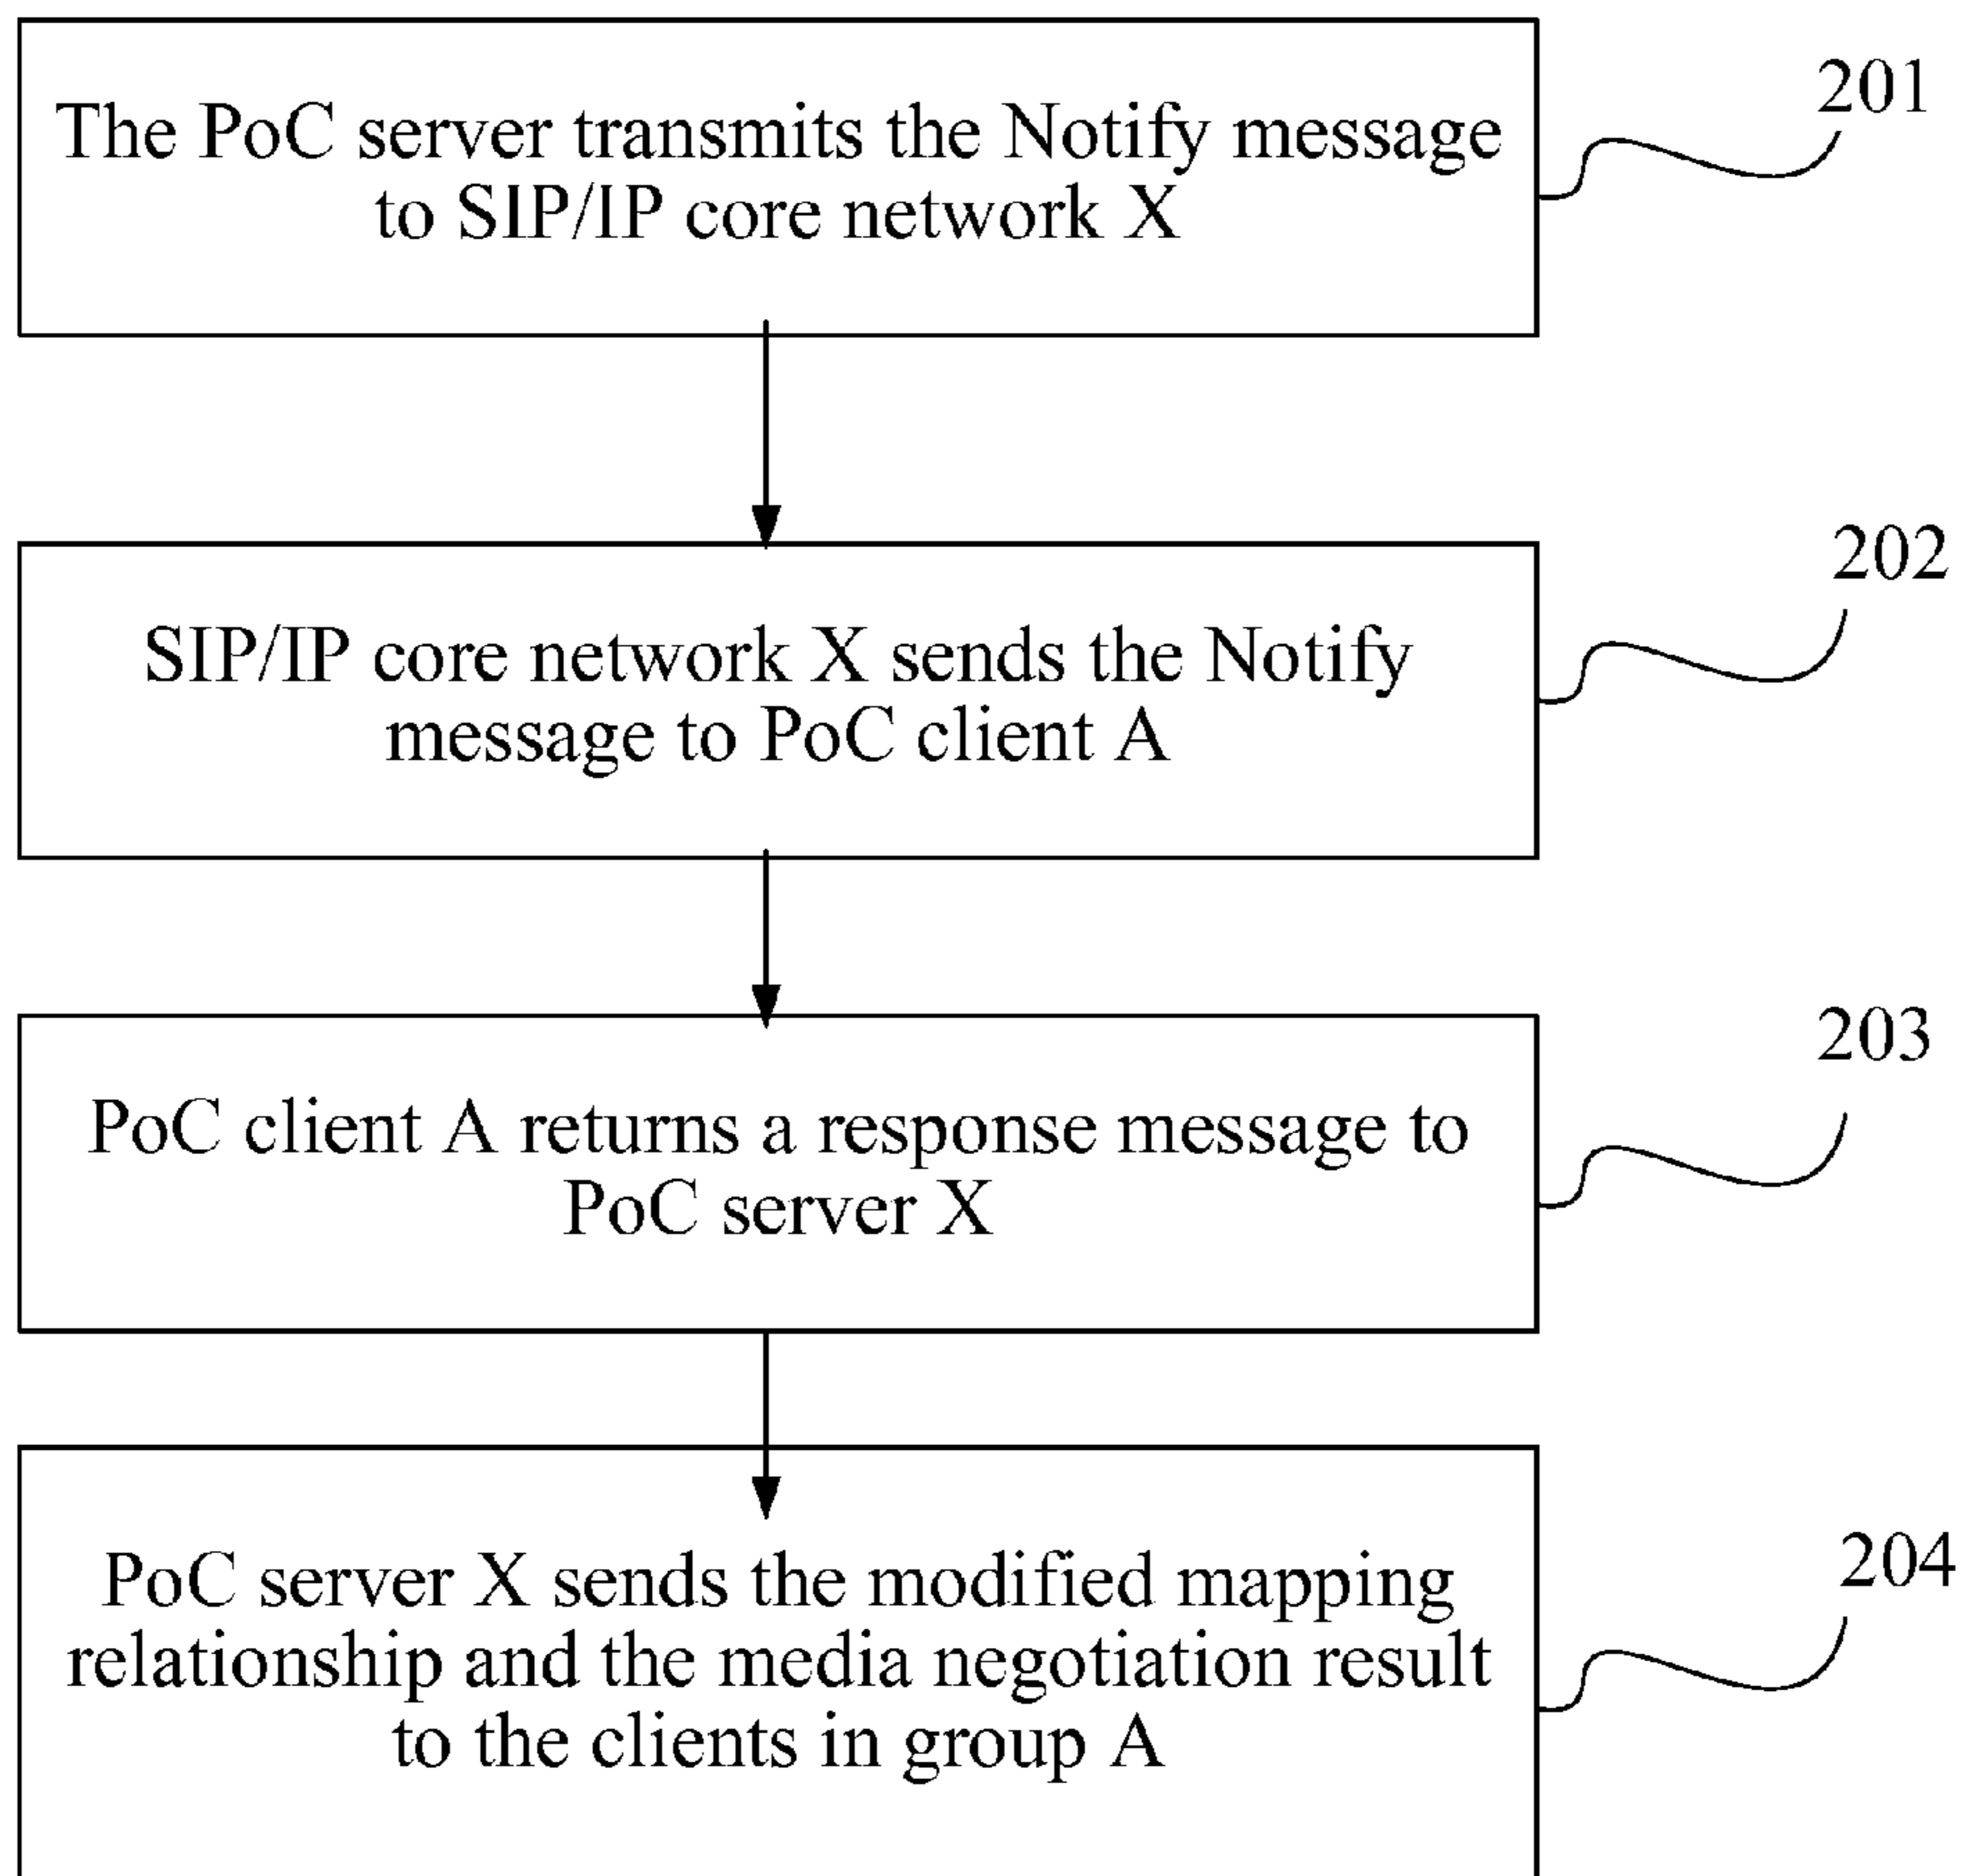 The PoC server transmits the Notify message
to SIP/IP core network X
201
SIP/IP core network X sends the Notify
message to PoC client A
202
PoC client A returns a response message to
PoC server X
203
PoC server X sends the modified mapping
relationship and the media negotiation result
to the clients in group A
204